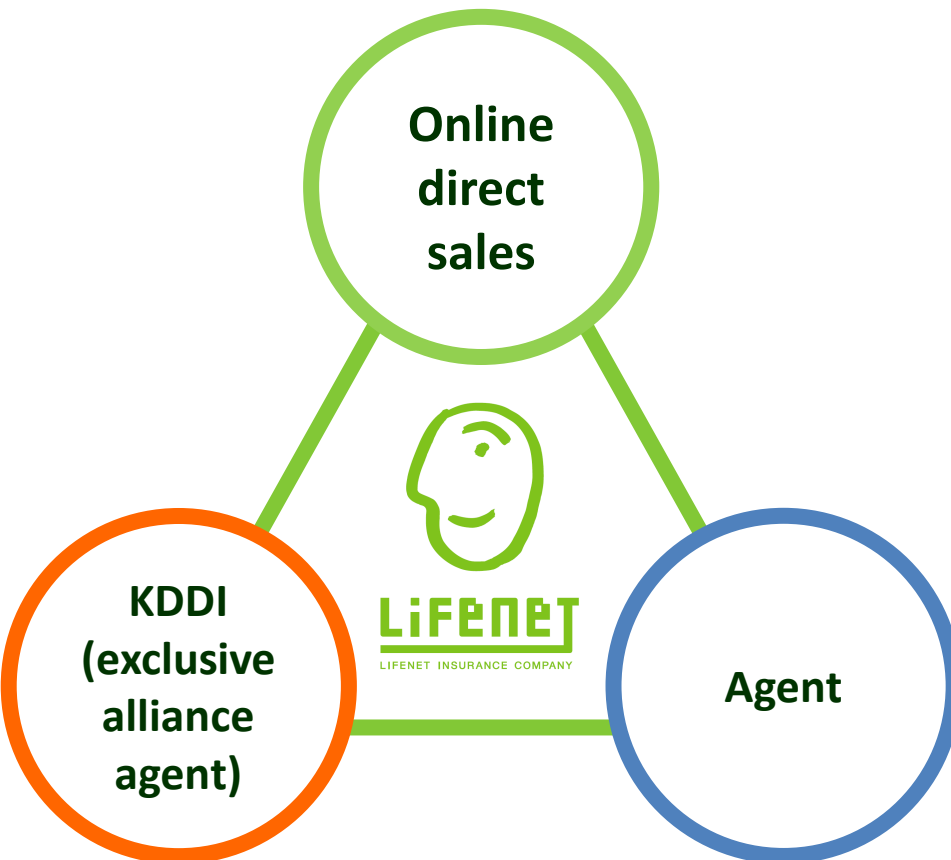 Online
direct
sales
LiFENET
LIFENET INSURANCE COMPANY
KDDI
(exclusive
alliance
agent)
Agent